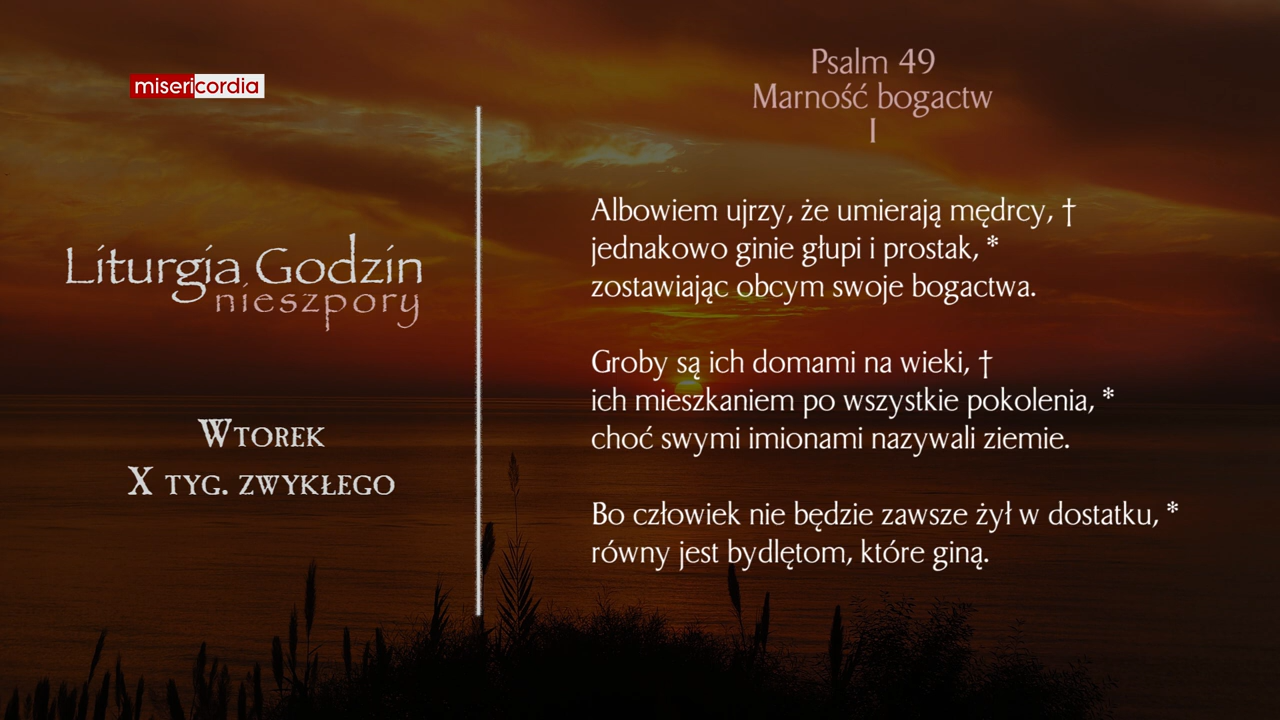 misericordia
Liturgia Godzin
nieszpory
Wtorek
X tyg. zwykłego
Psalm 49
Marność bogactw
I
Albowiem ujrzy, że umierają mędrcy, †
jednakowo ginie głupi i prostak, *
zostawiając obcym swoje bogactwa.
Groby są ich domami na wieki, †
ich mieszkaniem po wszystkie pokolenia, *
choć swymi imionami nazywali ziemie.
Bo człowiek nie będzie zawsze żył w dostatku, *
równy jest bydlętom, które giną.